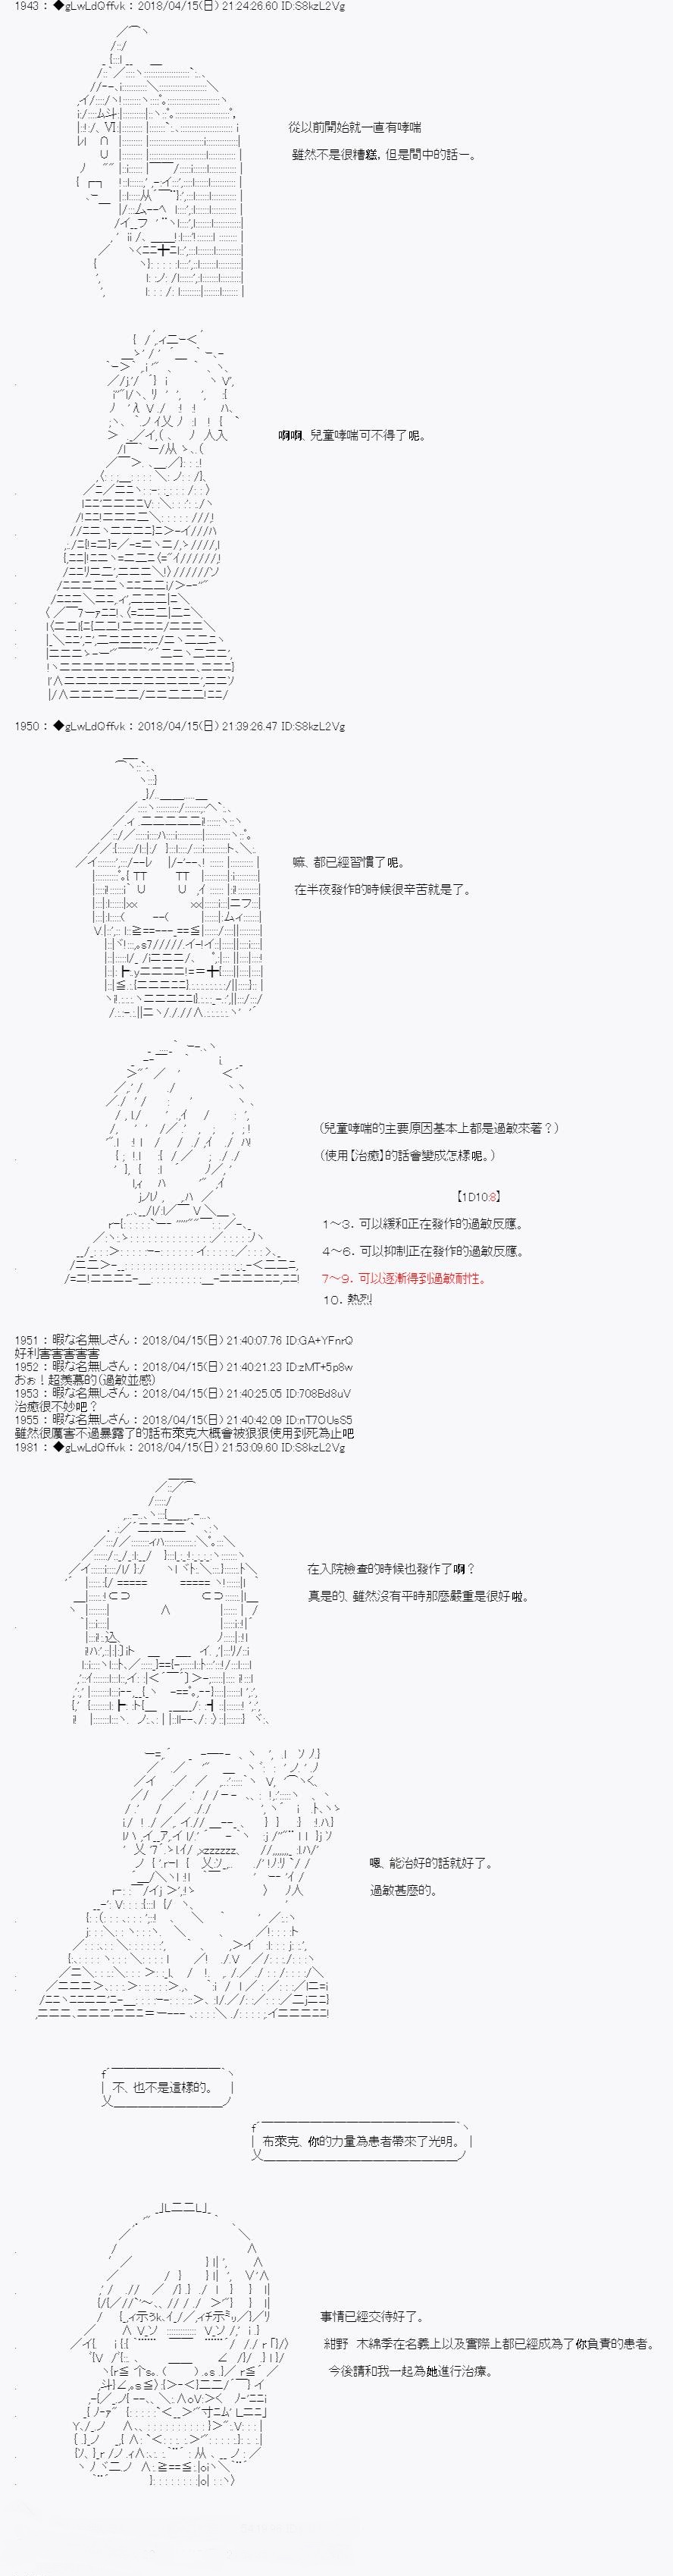 1943 : ◆gLwLdQffvk : 2018/04/15(日) 21:24:26.60 ID:S8kzL2Vg
從以前開始就一直有哮喘
雖然不是很糟糕，但是間中的話ー。
啊啊、兒童哮喘可不得了呢。
1950 : ◆gLwLdQffvk : 2018/04/15(日) 21:39:26.47 ID:S8kzL2Vg
嘛、都已經習慣了呢。
在半夜發作的時候很辛苦就是了。
（兒童哮喘的主要原因基本上都是過敏來著？）
（使用【治癒】的話會變成怎樣呢。）
【1D10:8】
１～３．可以緩和正在發作的過敏反應。
４～６．可以抑制正在發作的過敏反應。
７～９．可以逐漸得到過敏耐性。
１０．熱烈
1951 : 暇な名無しさん : 2018/04/15(日) 21:40:07.76 ID:GA+YFnrQ
好利害害害害害
1952 : 暇な名無しさん : 2018/04/15(日) 21:40:21.23 ID:zMT+5p8w
おぉ！超羨慕的（過敏並感）
1953 : 暇な名無しさん : 2018/04/15(日) 21:40:25.05 ID:708Bd8uV
治癒很不妙吧？
1955 : 暇な名無しさん : 2018/04/15(日) 21:40:42.09 ID:nT7OUsS5
雖然很厲害不過暴露了的話布萊克大概會被狠狠使用到死為止吧
1981 : ◆gLwLdQffvk : 2018/04/15(日) 21:53:09.60 ID:S8kzL2Vg
在入院檢查的時候也發作了啊？
真是的、雖然沒有平時那麼嚴重是很好啦。
嗯、能治好的話就好了。
過敏甚麼的。
不、也不是這樣的。
布萊克、你的力量為患者帶來了光明。
事情已經交待好了。
紺野　木綿季在名義上以及實際上都已經成為了你負責的患者。
今後請和我一起為她進行治療。